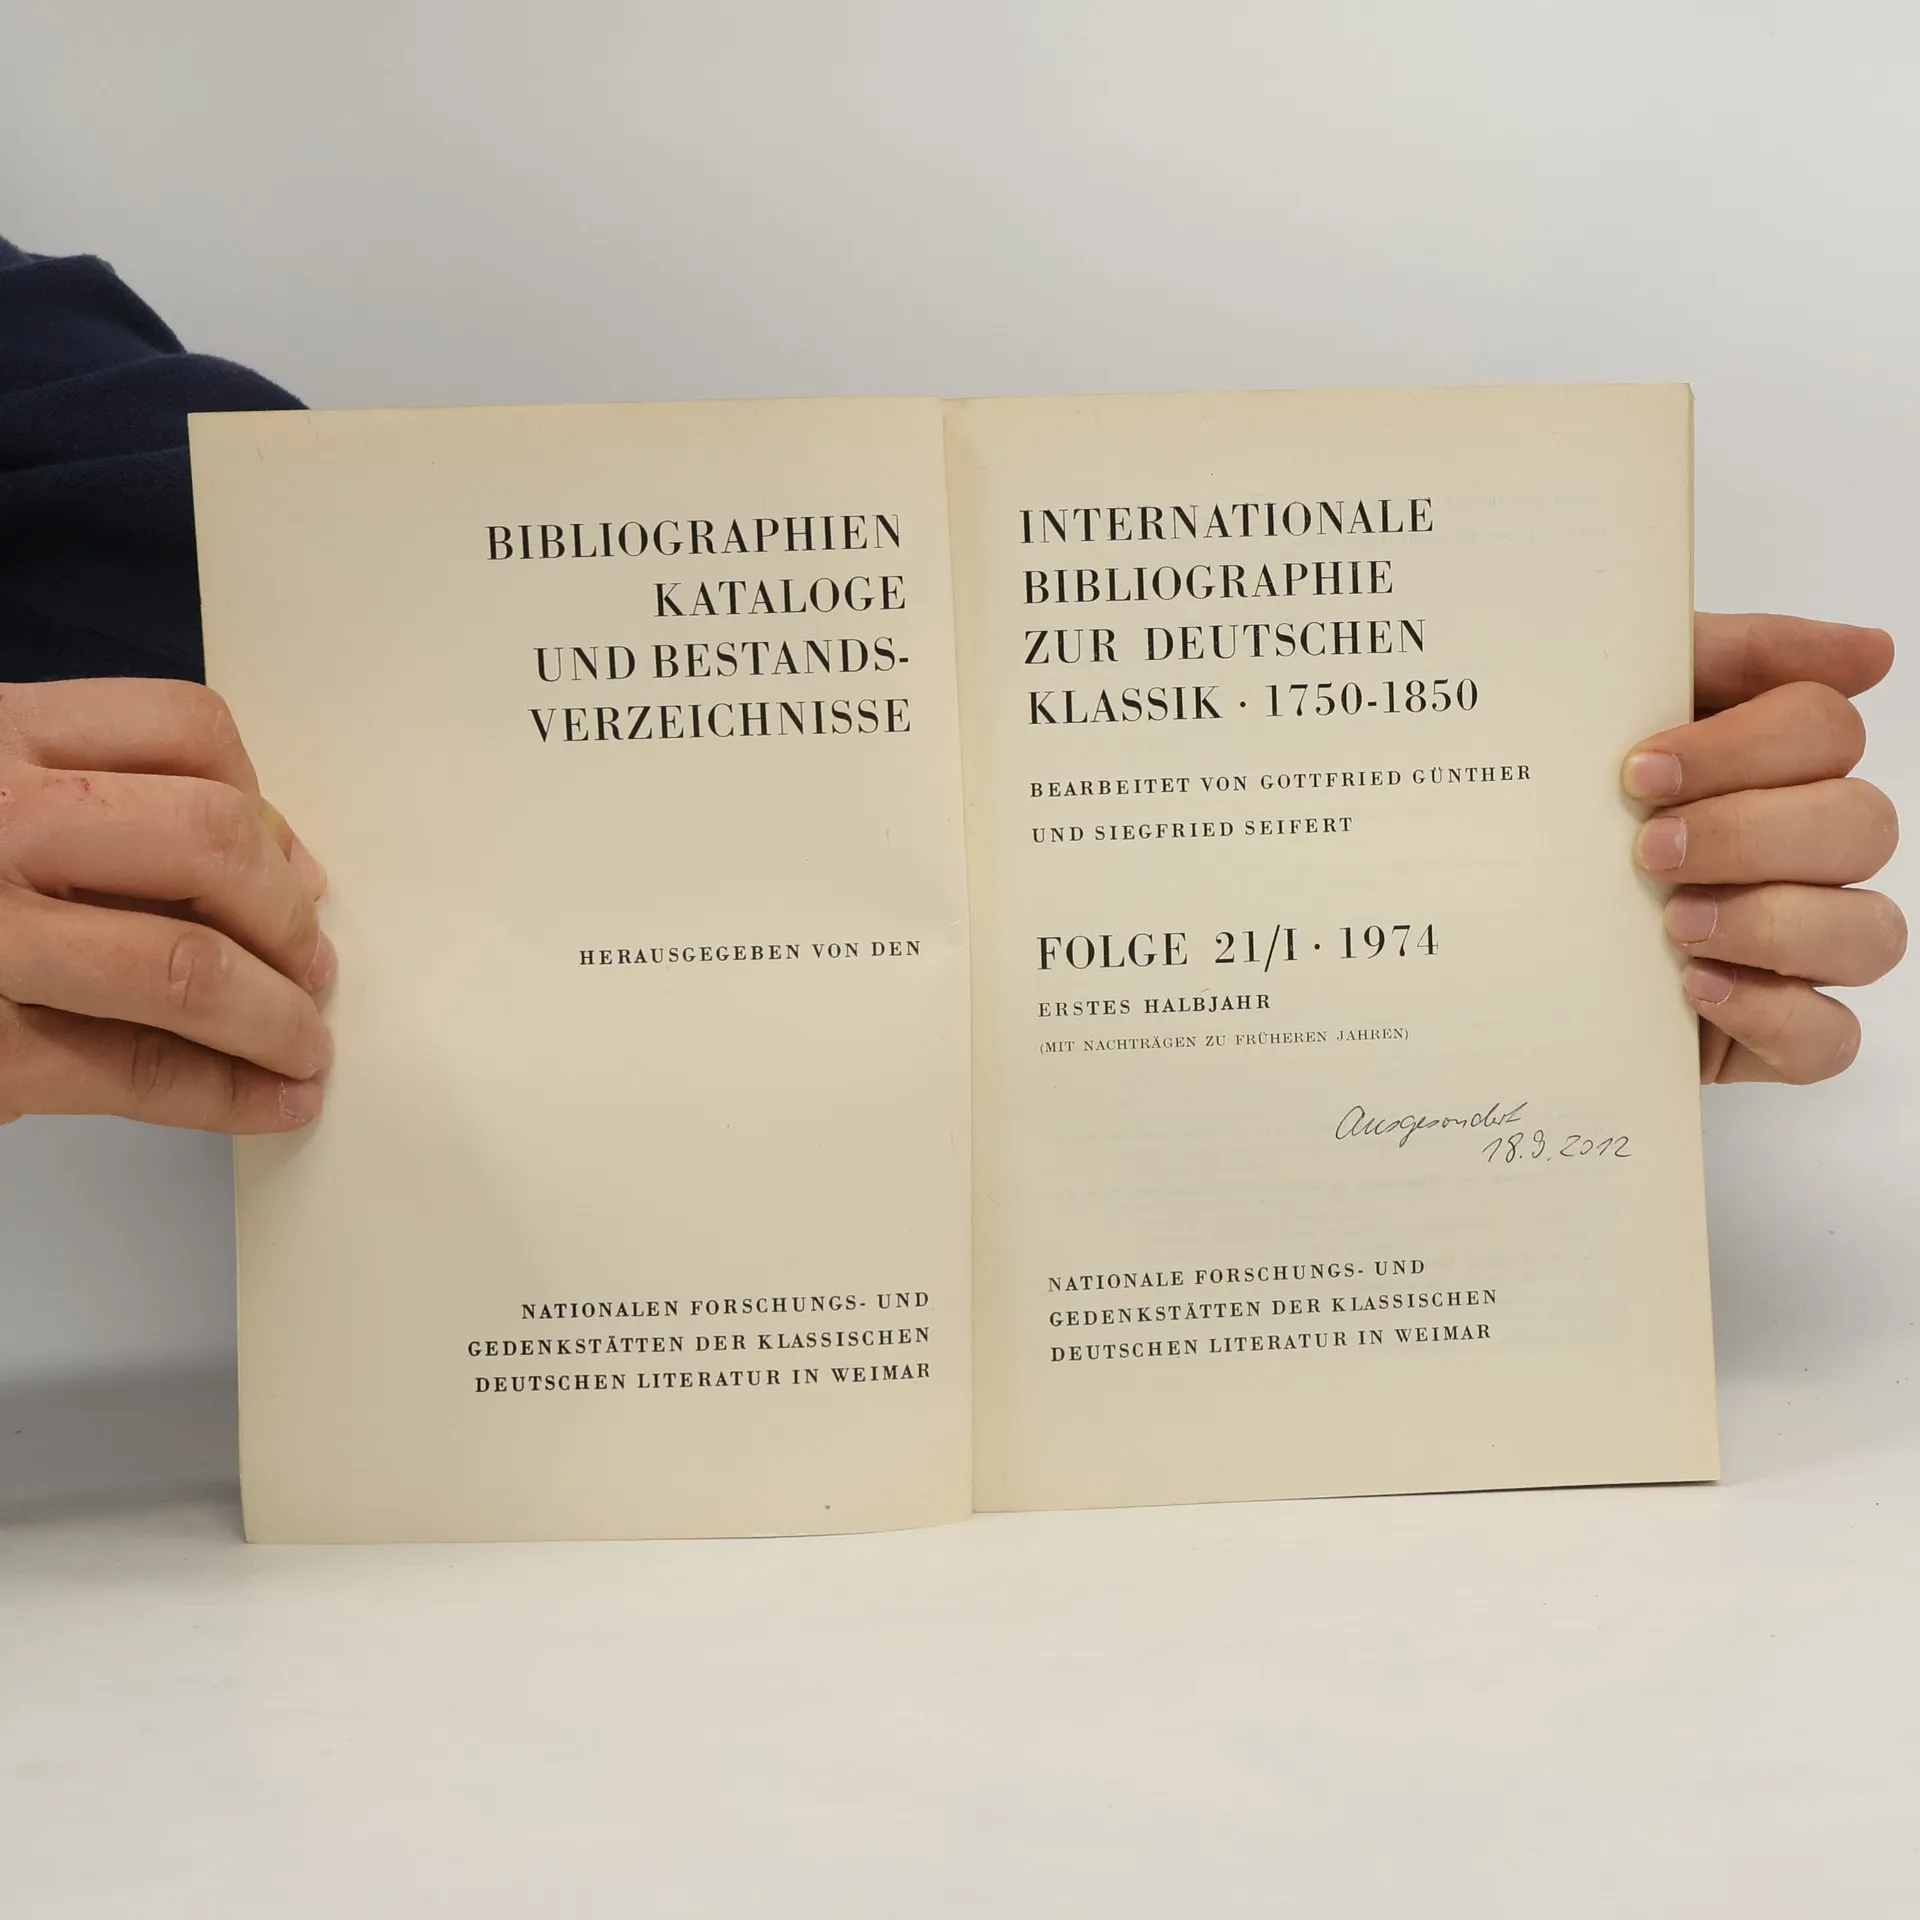 BIBLIOGRAPHIEN
KATALOGE
UND BESTANDS-
VERZEICHNISSE
HERAUSGEGEBEN VON DEN
NATIONALEN FORSCHUNGS- UND
GEDENKSTÄTTEN DER KLASSISCHEN
DEUTSCHEN LITERATUR IN WEIMAR
INTERNATIONALE
BIBLIOGRAPHIE
ZUR DEUTSCHEN
KLASSIK · 1750-1850
BEARBEITET VON GOTTFRIED GÜNTHER
UND SIEGFRIED SEIFERT
FOLGE 21/I · 1974
ERSTES HALBJAHR
(MIT NACHTRÄGEN ZU FRÜHEREN JAHREN)
Ausgesondert
18.9.2012
NATIONALE FORSCHUNGS- UND
GEDENKSTÄTTEN DER KLASSISCHEN
DEUTSCHEN LITERATUR IN WEIMAR